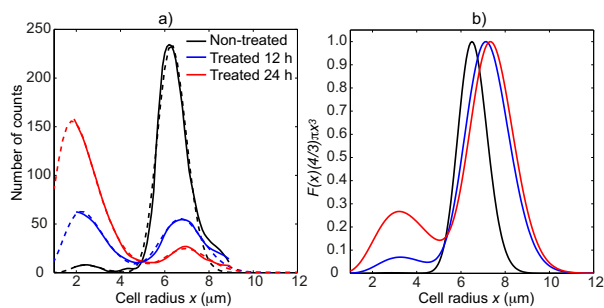 a)
Number of counts
250
200
150
100
50
0
2 4 6 8 10 12
Cell radius x (μm)
Non-treated
Treated 12 h
Treated 24 h
b)
F(x)(4/3)πx³
1.0
0.9
0.8
0.7
0.6
0.5
0.4
0.3
0.2
0.1
0
2 4 6 8 10 12
Cell radius x (μm)